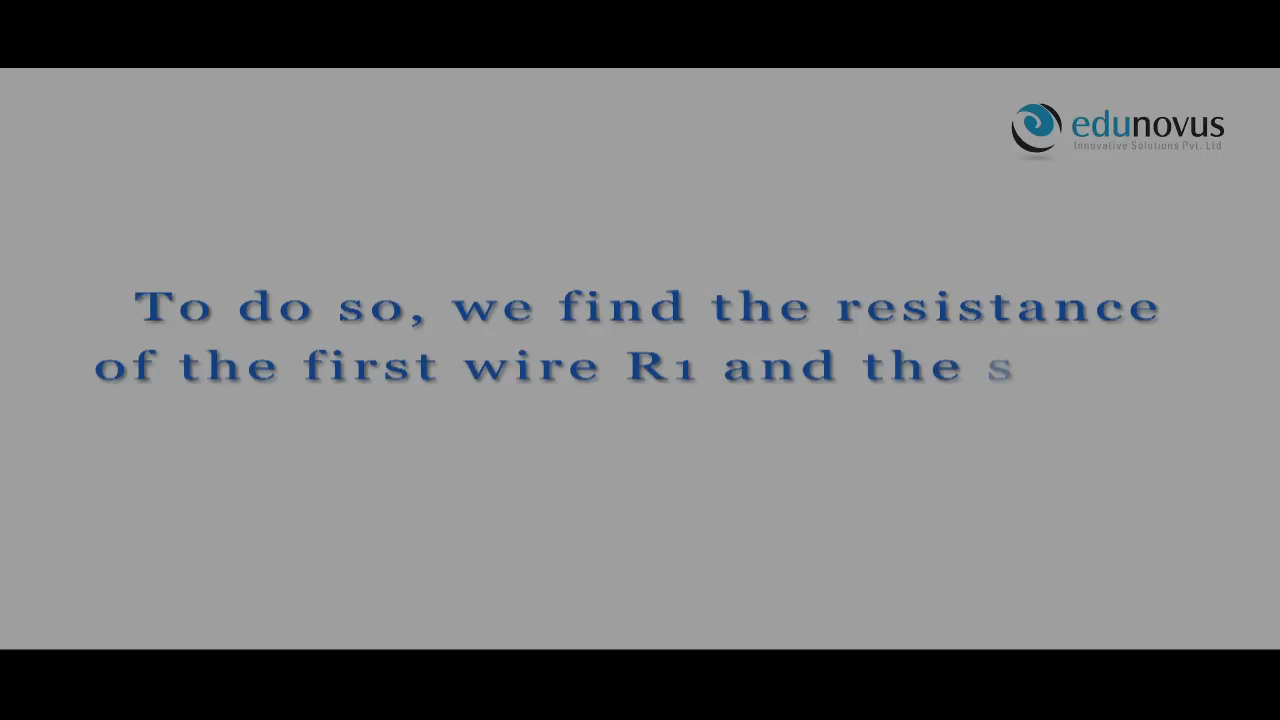 edunovus
Innovative Solutions Pvt. Ltd
To do so, we find the resistance
of the first wire R1 and the s